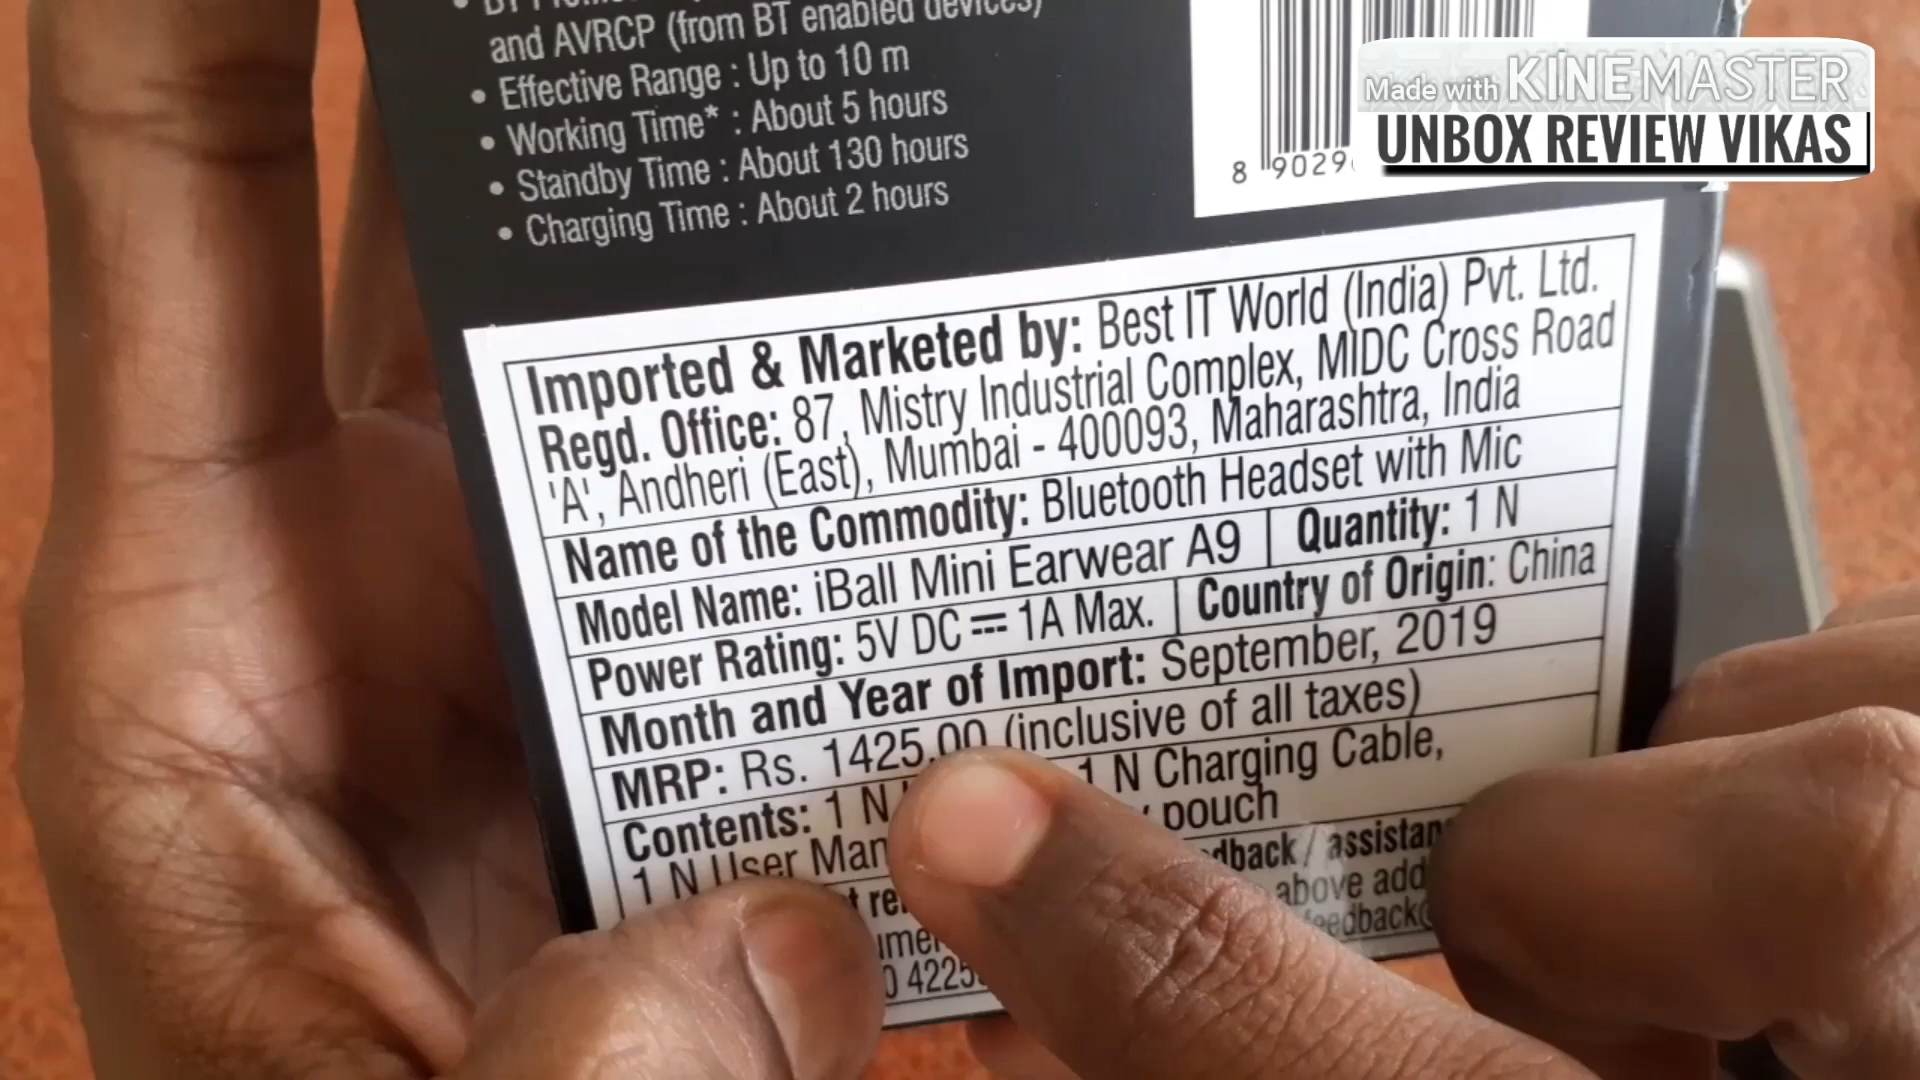 and AVRCP (from BT enabled devices)
• Effective Range : Up to 10 m
• Working Time* : About 5 hours
• Standby Time : About 130 hours
• Charging Time : About 2 hours
8 9029
Made with KINEMASTER
UNBOX REVIEW VIKAS
Imported & Marketed by: Best IT World (India) Pvt. Ltd.
Regd. Office: 87, Mistry Industrial Complex, MIDC Cross Road
'A', Andheri (East), Mumbai - 400093, Maharashtra, India
Name of the Commodity: Bluetooth Headset with Mic
Model Name: iBall Mini Earwear A9 Quantity: 1 N
Power Rating: 5V DC ⎓ 1A Max. Country of Origin: China
Month and Year of Import: September, 2019
MRP: Rs. 1425.00 (inclusive of all taxes)
Contents: 1 N 1 N Charging Cable,
1 N User pouch
above